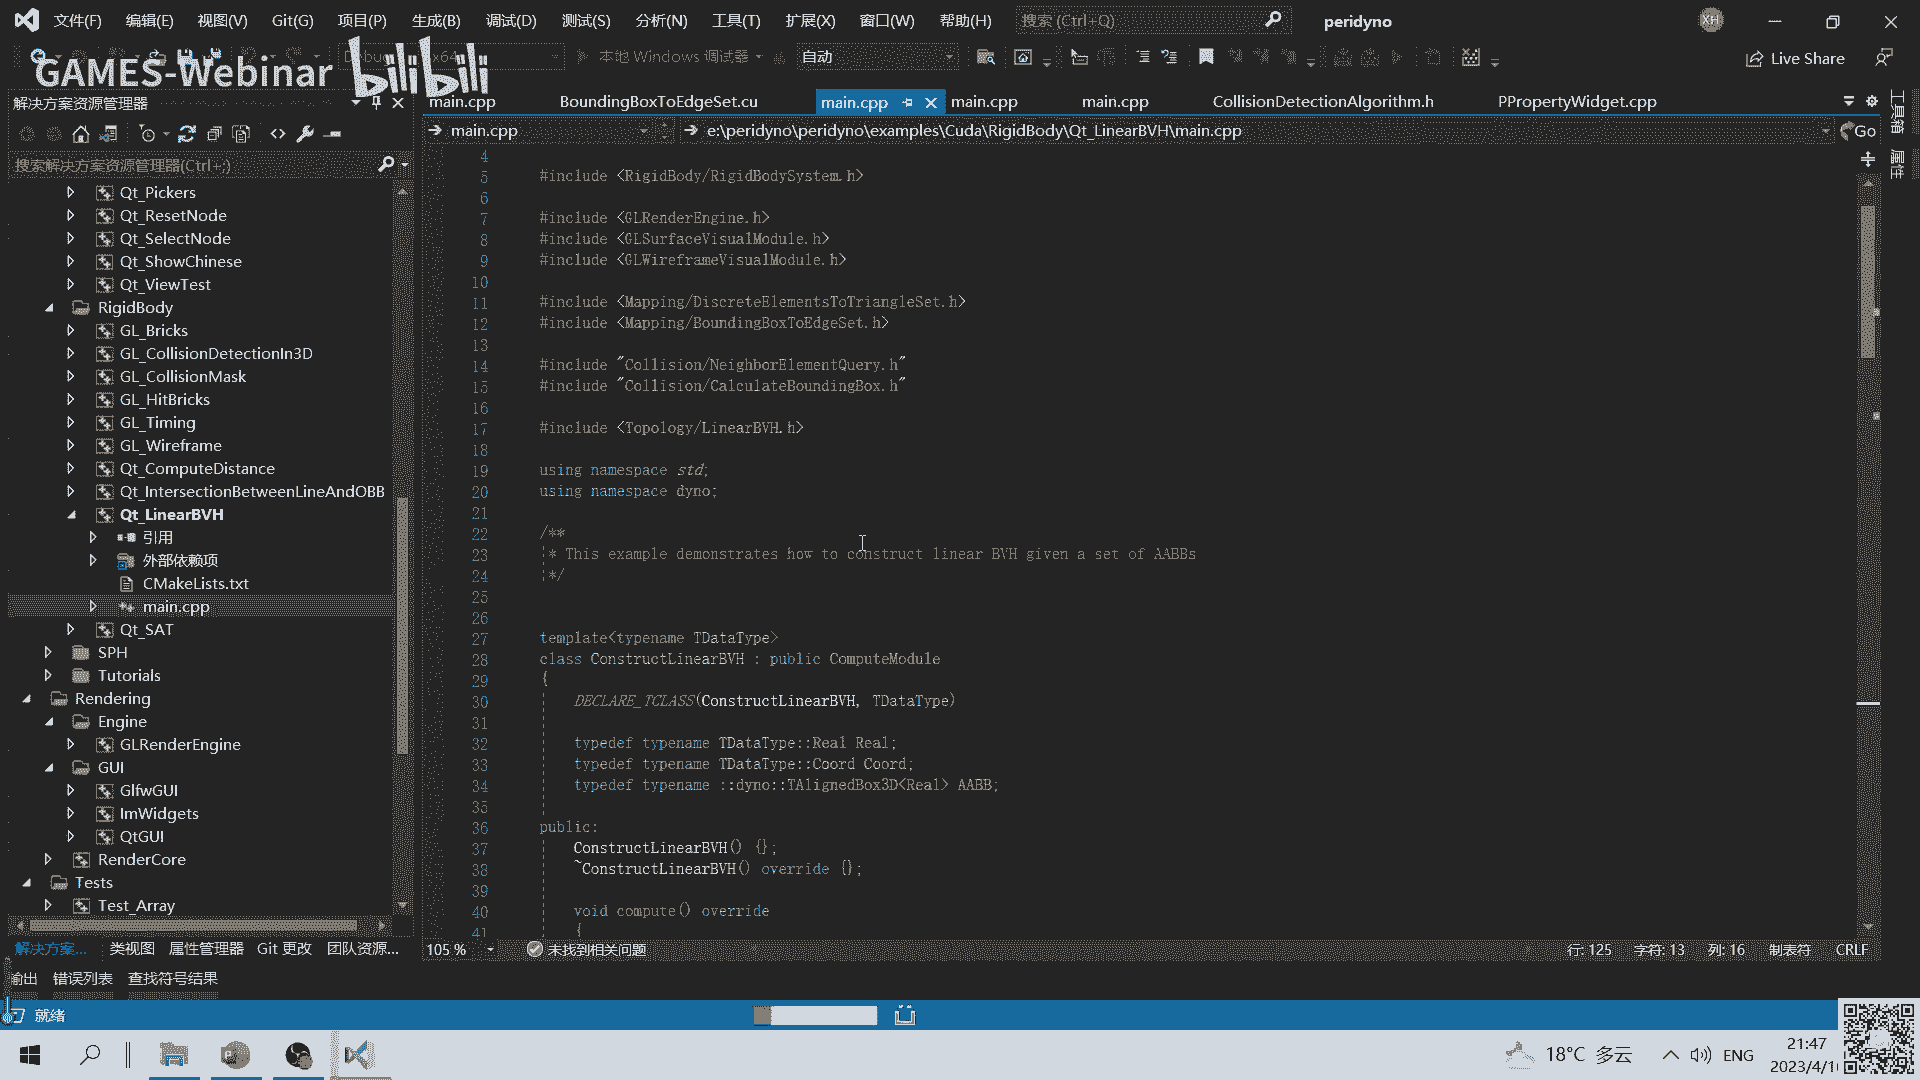 文件(F) 编辑(E) 视图(V) Git(G) 项目(P) 生成(B) 调试(D) 测试(S) 分析(N) 工具(T) 扩展(X) 窗口(W) 帮助(H) 搜索 (Ctrl+Q) peridyno XH
本地 Windows 调试器 自动 Live Share
GAMES-Webinar bilibili
解决方案资源管理器
main.cpp BoundingBoxToEdgeSet.cu main.cpp main.cpp main.cpp CollisionDetectionAlgorithm.h PPropertyWidget.cpp
main.cpp e:\peridyno\peridyno\examples\Cuda\RigidBody\Qt_LinearBVH\main.cpp Go
工具箱
属性
搜索解决方案资源管理器(Ctrl+;)
Qt_Pickers
Qt_ResetNode
Qt_SelectNode
Qt_ShowChinese
Qt_ViewTest
RigidBody
GL_Bricks
GL_CollisionDetectionIn3D
GL_CollisionMask
GL_HitBricks
GL_Timing
GL_Wireframe
Qt_ComputeDistance
Qt_IntersectionBetweenLineAndOBB
Qt_LinearBVH
引用
外部依赖项
CMakeLists.txt
main.cpp
Qt_SAT
SPH
Tutorials
Rendering
Engine
GLRenderEngine
GUI
GlfwGUI
ImWidgets
QtGUI
RenderCore
Tests
Test_Array
4
5 #include <RigidBody/RigidBodySystem.h>
6
7 #include <GLRenderEngine.h>
8 #include <GLSurfaceVisualModule.h>
9 #include <GLWireframeVisualModule.h>
10
11 #include <Mapping/DiscreteElementsToTriangleSet.h>
12 #include <Mapping/BoundingBoxToEdgeSet.h>
13
14 #include "Collision/NeighborElementQuery.h"
15 #include "Collision/CalculateBoundingBox.h"
16
17 #include <Topology/LinearBVH.h>
18
19 using namespace std;
20 using namespace dyno;
21
22 /**
23 * This example demonstrates how to construct linear BVH given a set of AABBs
24 */
25
26
27 template<typename TDataType>
28 class ConstructLinearBVH : public ComputeModule
29 {
30 DECLARE_TCLASS(ConstructLinearBVH, TDataType)
31
32 typedef typename TDataType::Real Real;
33 typedef typename TDataType::Coord Coord;
34 typedef typename ::dyno::TAlignedBox3D<Real> AABB;
35
36 public:
37 ConstructLinearBVH() {};
38 ~ConstructLinearBVH() override {};
39
40 void compute() override
41 {
解决方案... 类视图 属性管理器 Git 更改 团队资源...
105 % 未找到相关问题 行: 125 字符: 13 列: 16 制表符 CRLF
输出 错误列表 查找符号结果
就绪
18°C 多云 ENG 21:47